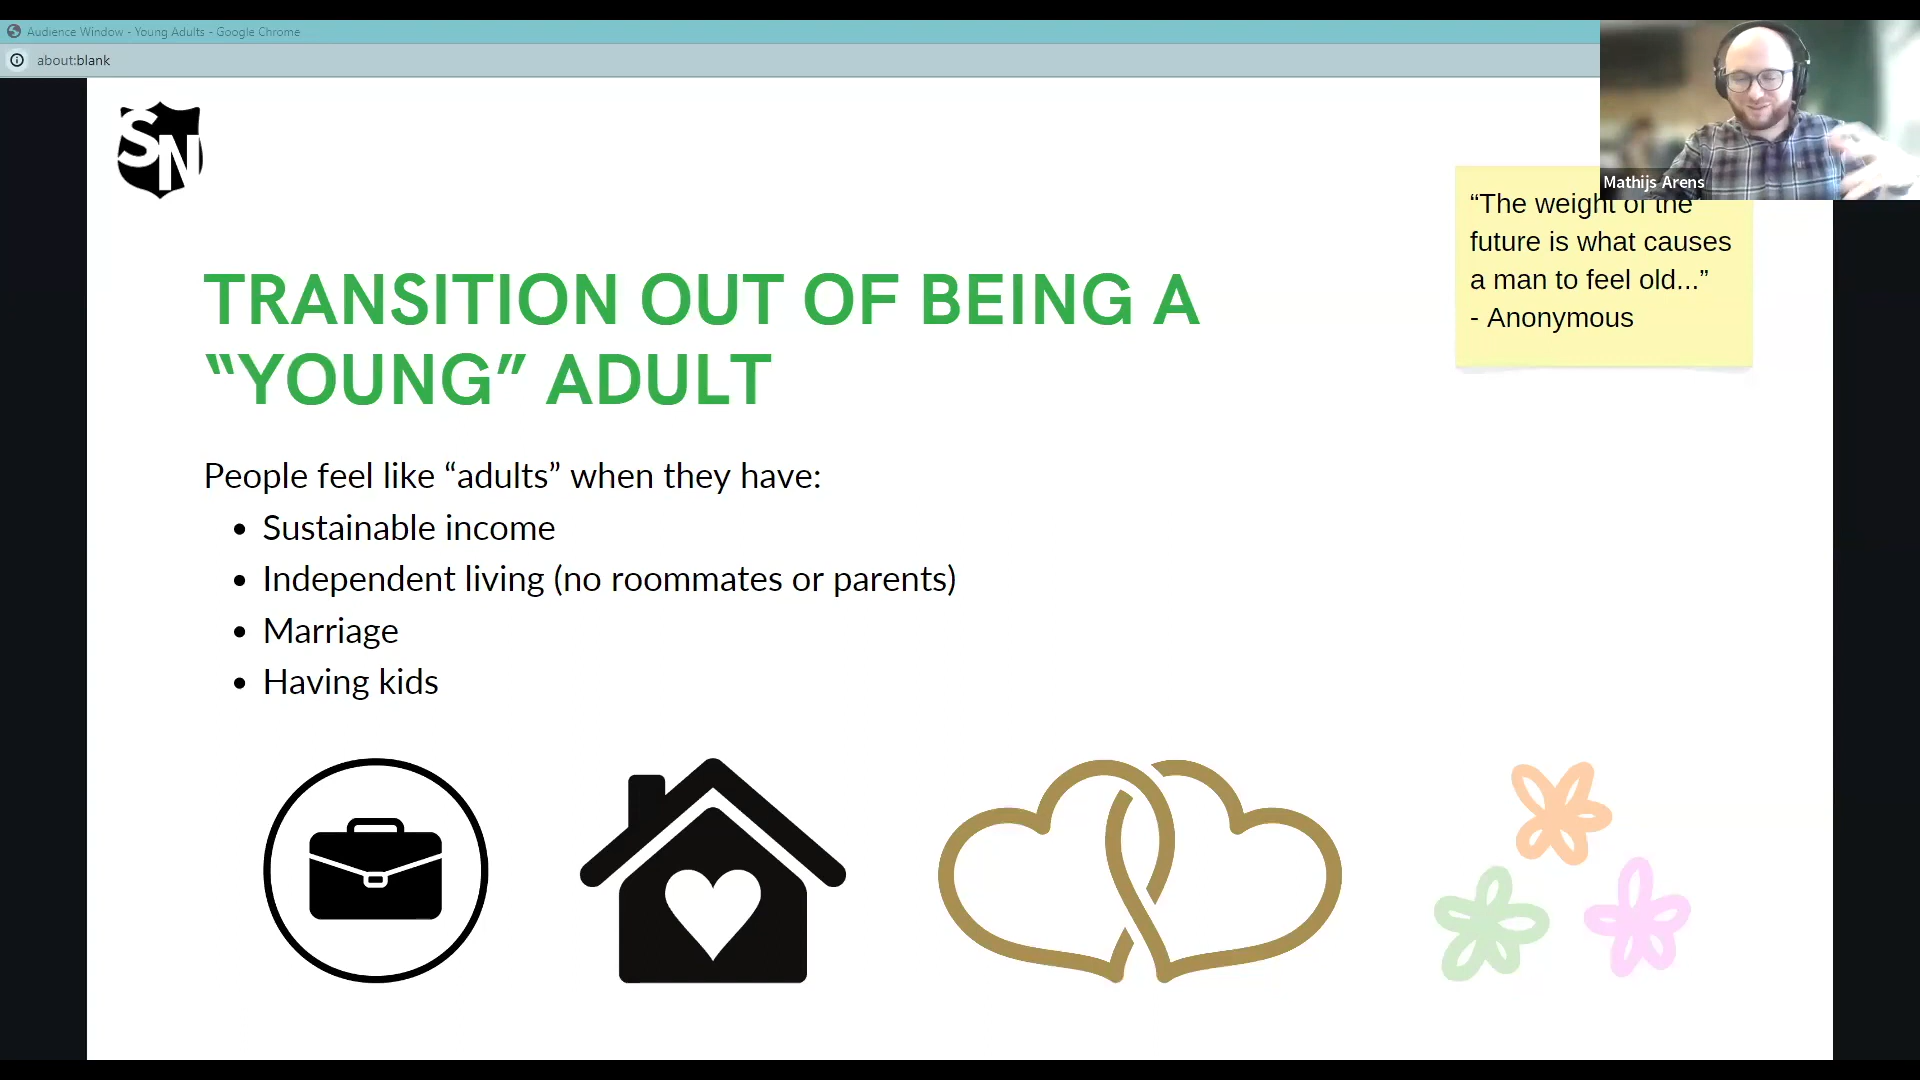 Audience Window - Young Adults - Google Chrome
about:blank
SN
Mathijs Arens
“The weight of the
future is what causes
a man to feel old...”
- Anonymous
TRANSITION OUT OF BEING A
“YOUNG” ADULT
People feel like “adults” when they have:
• Sustainable income
• Independent living (no roommates or parents)
• Marriage
• Having kids